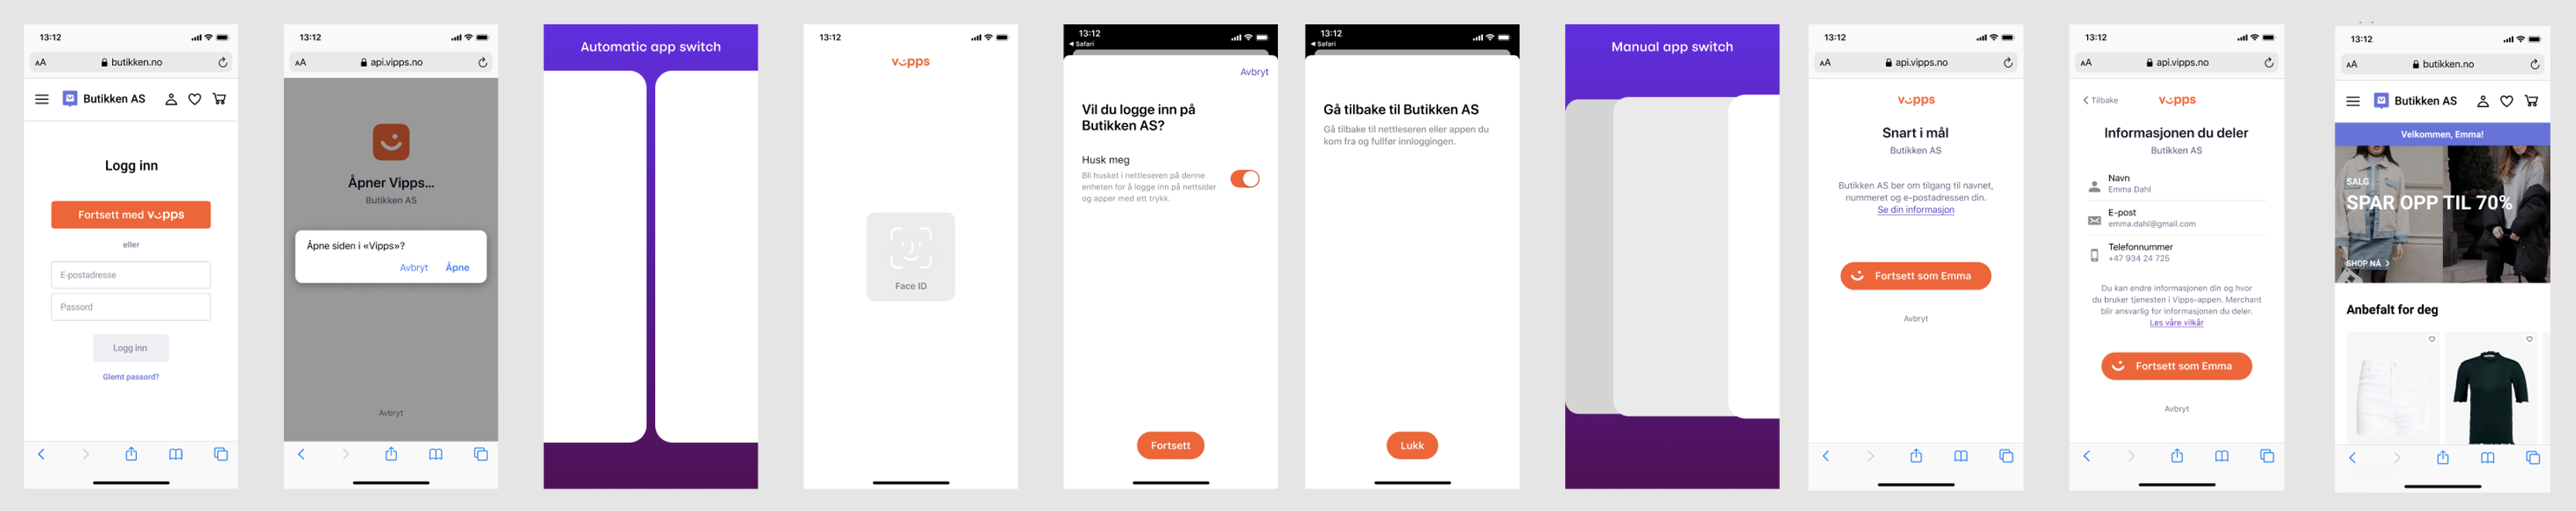 13:12
AA butikken.no
Butikken AS
Logg inn
Fortsett med vipps
eller
E-postadresse
Passord
Logg inn
Glemt passord?
13:12
AA api.vipps.no
Åpner Vipps...
Butikken AS
Åpne siden i «Vipps»?
Avbryt Åpne
Avbryt
Automatic app switch
13:12
vipps
Face ID
13:12
Safari
Avbryt
Vil du logge inn på
Butikken AS?
Husk meg
Bli husket i nettleseren på denne
enheten for å logge inn på nettsider
og apper med ett trykk.
Fortsett
13:12
Safari
Gå tilbake til Butikken AS
Gå tilbake til nettleseren eller appen du
kom fra og fullfør innloggingen.
Lukk
Manual app switch
13:12
AA api.vipps.no
vipps
Snart i mål
Butikken AS
Butikken AS ber om tilgang til navnet,
nummeret og e-postadressen din.
Se din informasjon
Fortsett som Emma
Avbryt
13:12
AA api.vipps.no
Tilbake vipps
Informasjonen du deler
Butikken AS
Navn
Emma Dahl
E-post
emma.dahl@gmail.com
Telefonnummer
+47 934 24 725
Du kan endre informasjonen din og hvor
du bruker tjenesten i Vipps-appen. Merchant
blir ansvarlig for informasjonen du deler.
Les våre vilkår
Fortsett som Emma
Avbryt
13:12
AA butikken.no
Butikken AS
Velkommen, Emma!
SALG
SPAR OPP TIL 70%
SHOP NÅ
Anbefalt for deg